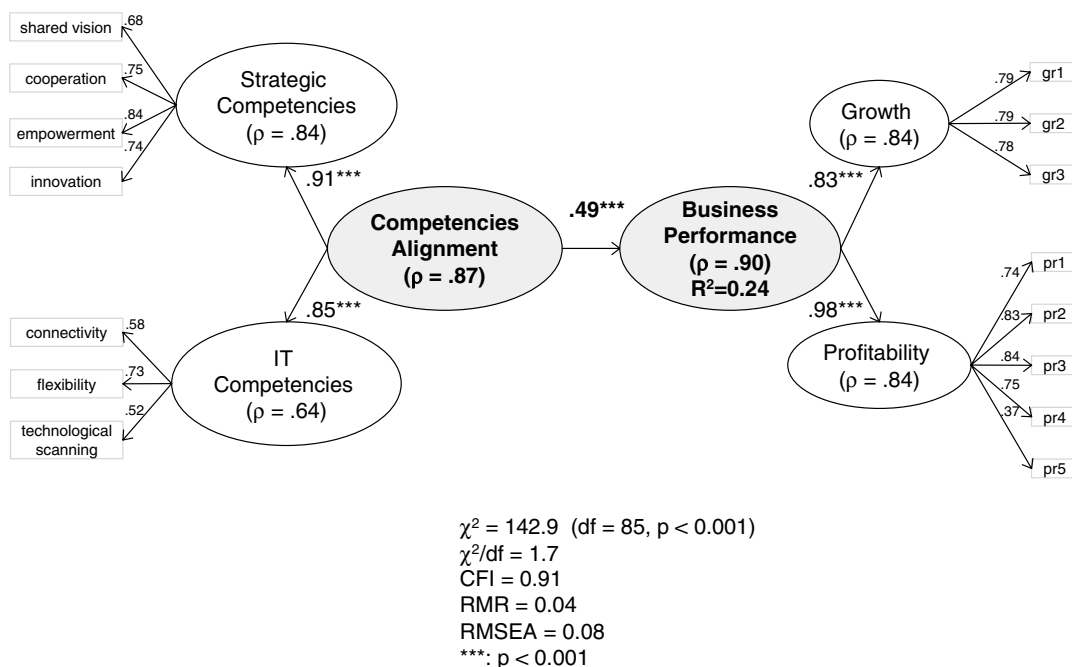 shared vision
cooperation
empowerment
innovation
.68
.75
.84
.74
Strategic
Competencies
(ρ = .84)
.91***
Competencies
Alignment
(ρ = .87)
.85***
connectivity
flexibility
technological
scanning
.58
.73
.52
IT
Competencies
(ρ = .64)
.49***
Business
Performance
(ρ = .90)
R²=0.24
.83***
Growth
(ρ = .84)
.79
.79
.78
gr1
gr2
gr3
.98***
Profitability
(ρ = .84)
.74
.83
.84
.75
.37
pr1
pr2
pr3
pr4
pr5
χ² = 142.9 (df = 85, p < 0.001)
χ²/df = 1.7
CFI = 0.91
RMR = 0.04
RMSEA = 0.08
***: p < 0.001